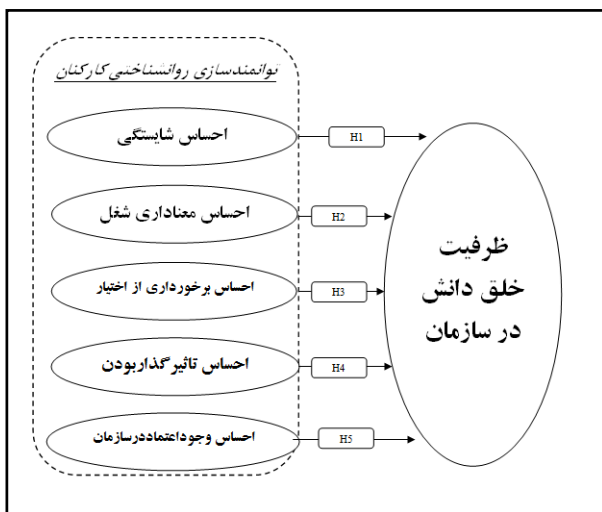 توانمندسازی روانشناختی کارکنان
احساس شایستگی
H1
احساس معناداری شغل
H2
احساس برخورداری از اختیار
H3
احساس تاثیرگذاربودن
H4
احساس وجوداعتماددرسازمان
H5
ظرفیت
خلق دانش
در سازمان